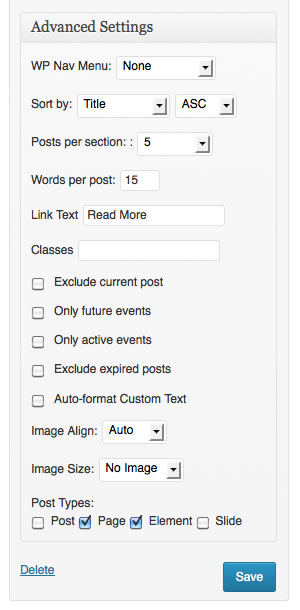 Advanced Settings
WP Nav Menu: None
Sort by: Title ASC
Posts per section: : 5
Words per post: 15
Link Text Read More
Classes
Exclude current post
Only future events
Only active events
Exclude expired posts
Auto-format Custom Text
Image Align: Auto
Image Size: No Image
Post Types:
Post Page Element Slide
Delete Save